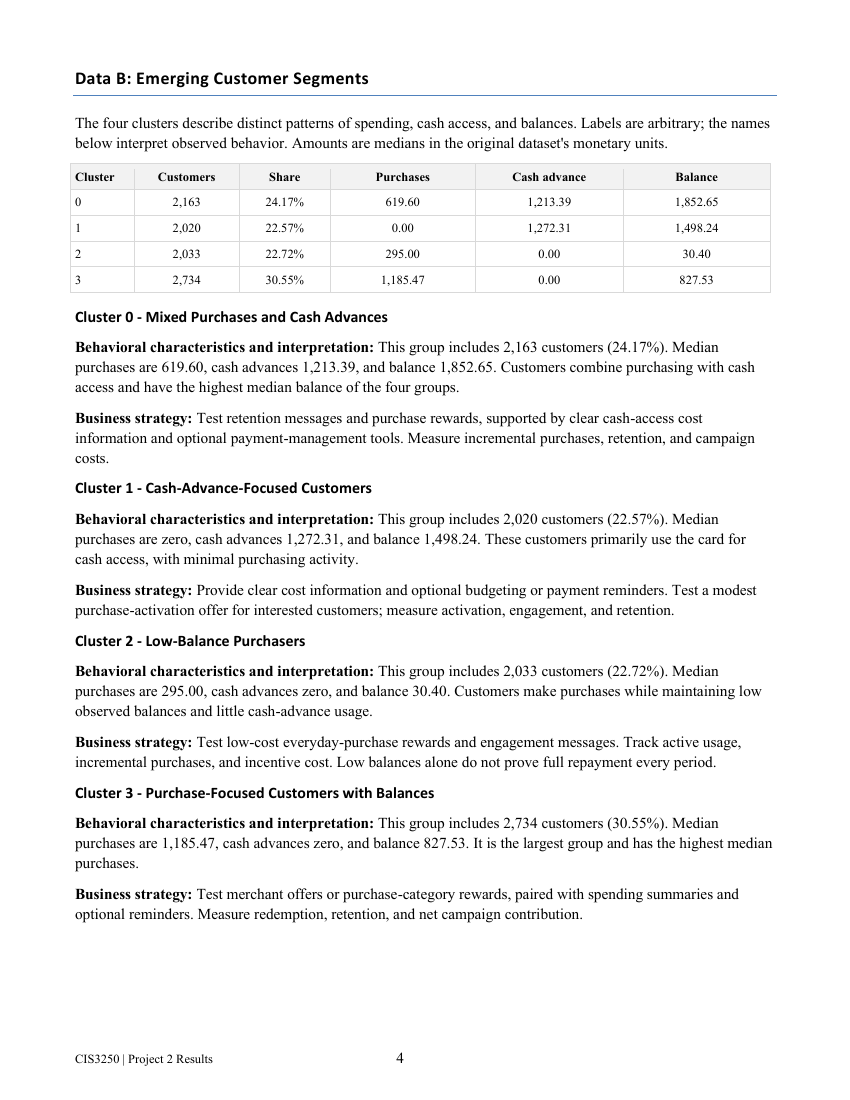 Data B: Emerging Customer Segments
The four clusters describe distinct patterns of spending, cash access, and balances. Labels are arbitrary; the names
below interpret observed behavior. Amounts are medians in the original dataset's monetary units.
Cluster Customers Share Purchases Cash advance Balance
0 2,163 24.17% 619.60 1,213.39 1,852.65
1 2,020 22.57% 0.00 1,272.31 1,498.24
2 2,033 22.72% 295.00 0.00 30.40
3 2,734 30.55% 1,185.47 0.00 827.53
Cluster 0 - Mixed Purchases and Cash Advances
Behavioral characteristics and interpretation: This group includes 2,163 customers (24.17%). Median
purchases are 619.60, cash advances 1,213.39, and balance 1,852.65. Customers combine purchasing with cash
access and have the highest median balance of the four groups.
Business strategy: Test retention messages and purchase rewards, supported by clear cash-access cost
information and optional payment-management tools. Measure incremental purchases, retention, and campaign
costs.
Cluster 1 - Cash-Advance-Focused Customers
Behavioral characteristics and interpretation: This group includes 2,020 customers (22.57%). Median
purchases are zero, cash advances 1,272.31, and balance 1,498.24. These customers primarily use the card for
cash access, with minimal purchasing activity.
Business strategy: Provide clear cost information and optional budgeting or payment reminders. Test a modest
purchase-activation offer for interested customers; measure activation, engagement, and retention.
Cluster 2 - Low-Balance Purchasers
Behavioral characteristics and interpretation: This group includes 2,033 customers (22.72%). Median
purchases are 295.00, cash advances zero, and balance 30.40. Customers make purchases while maintaining low
observed balances and little cash-advance usage.
Business strategy: Test low-cost everyday-purchase rewards and engagement messages. Track active usage,
incremental purchases, and incentive cost. Low balances alone do not prove full repayment every period.
Cluster 3 - Purchase-Focused Customers with Balances
Behavioral characteristics and interpretation: This group includes 2,734 customers (30.55%). Median
purchases are 1,185.47, cash advances zero, and balance 827.53. It is the largest group and has the highest median
purchases.
Business strategy: Test merchant offers or purchase-category rewards, paired with spending summaries and
optional reminders. Measure redemption, retention, and net campaign contribution.
CIS3250 | Project 2 Results 4